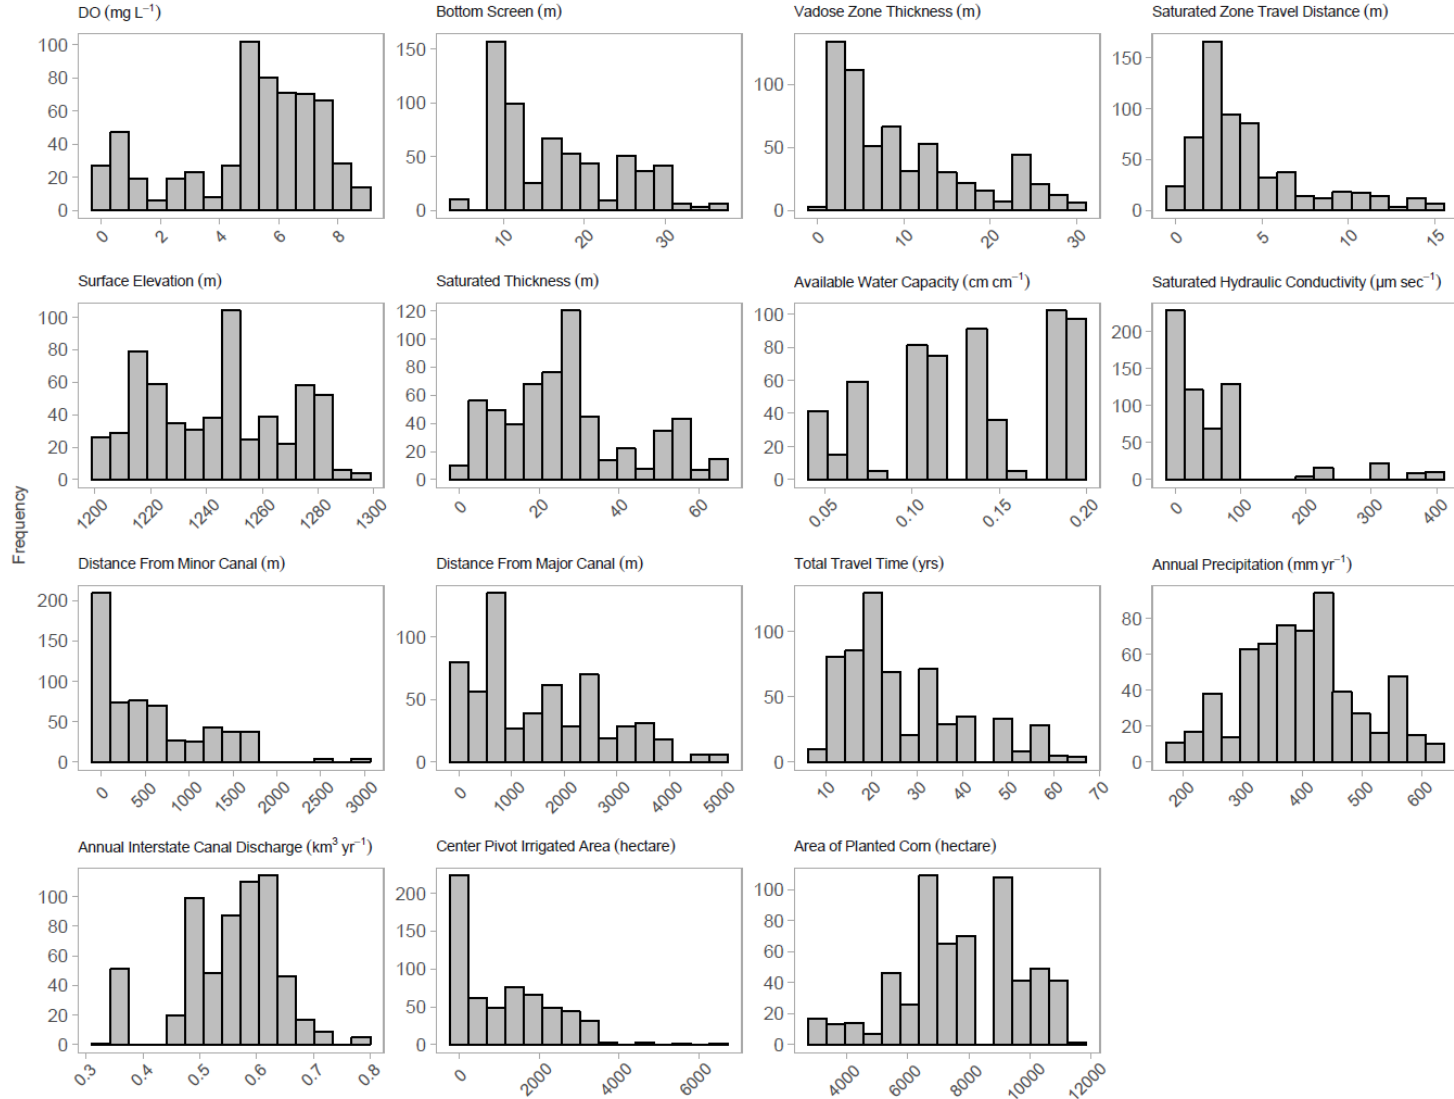 DO (mg L⁻¹)
Bottom Screen (m)
Vadose Zone Thickness (m)
Saturated Zone Travel Distance (m)
100
80
60
40
20
0
0 2 4 6 8
150
100
50
0
10 20 30
100
50
0
0 10 20 30
150
100
50
0
0 5 10 15
Surface Elevation (m)
Saturated Thickness (m)
Available Water Capacity (cm cm⁻¹)
Saturated Hydraulic Conductivity (µm sec⁻¹)
100
80
60
40
20
0
1200 1220 1240 1260 1280 1300
120
100
80
60
40
20
0
0 20 40 60
100
80
60
40
20
0
0.05 0.10 0.15 0.20
200
150
100
50
0
0 100 200 300 400
Frequency
Distance From Minor Canal (m)
Distance From Major Canal (m)
Total Travel Time (yrs)
Annual Precipitation (mm yr⁻¹)
200
150
100
50
0
0 500 1000 1500 2000 2500 3000
100
50
0
0 1000 2000 3000 4000 5000
100
50
0
10 20 30 40 50 60 70
80
60
40
20
0
200 300 400 500 600
Annual Interstate Canal Discharge (km³ yr⁻¹)
Center Pivot Irrigated Area (hectare)
Area of Planted Corn (hectare)
100
80
60
40
20
0
0.3 0.4 0.5 0.6 0.7 0.8
200
150
100
50
0
0 2000 4000 6000
100
80
60
40
20
0
4000 6000 8000 10000 12000